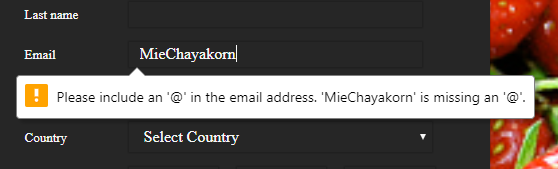 Last name
Email
MieChayakorn
Please include an '@' in the email address. 'MieChayakorn' is missing an '@'.
Country
Select Country